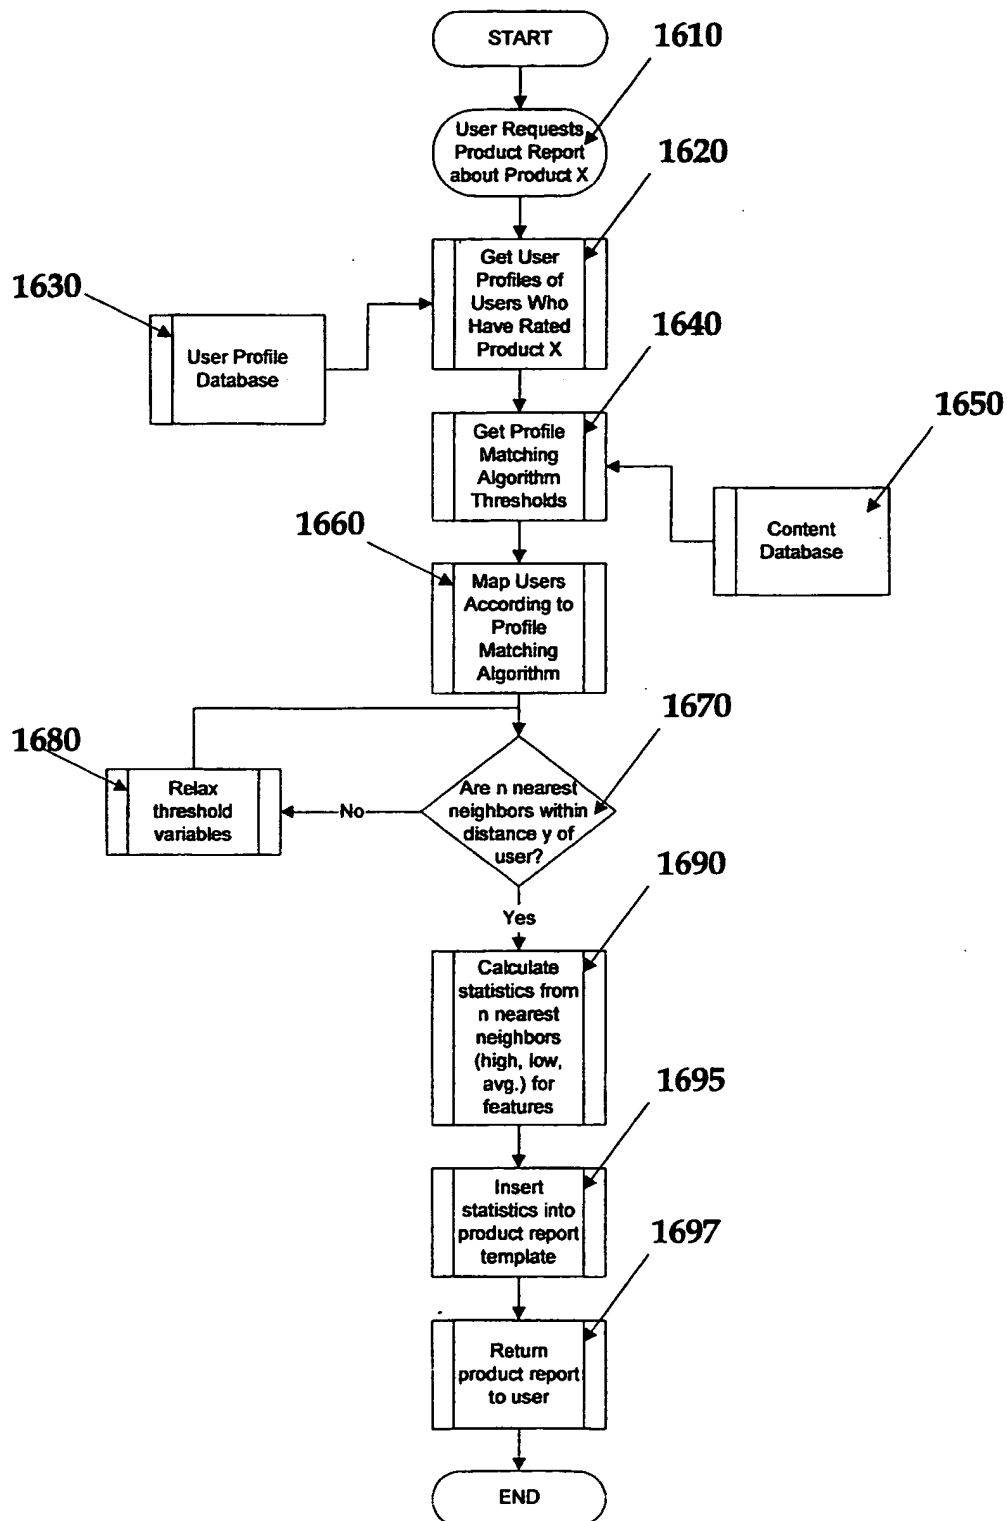 START
1610
User Requests
Product Report
about Product X
1620
Get User
Profiles of
Users Who
Have Rated
Product X
1630
User Profile
Database
1640
Get Profile
Matching
Algorithm
Thresholds
1650
Content
Database
1660
Map Users
According to
Profile
Matching
Algorithm
1670
Are n nearest
neighbors within
distance y of
user?
No
1680
Relax
threshold
variables
Yes
1690
Calculate
statistics from
n nearest
neighbors
(high, low,
avg.) for
features
1695
Insert
statistics into
product report
template
1697
Return
product report
to user
END